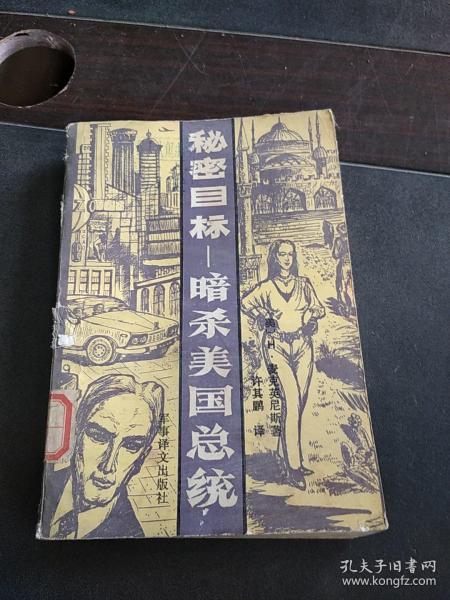 秘密目标—暗杀美国总统
〔美〕H·麦克英尼斯著
许其鹏 译
军事译文出版社
孔夫子旧书网
www.kongfz.com